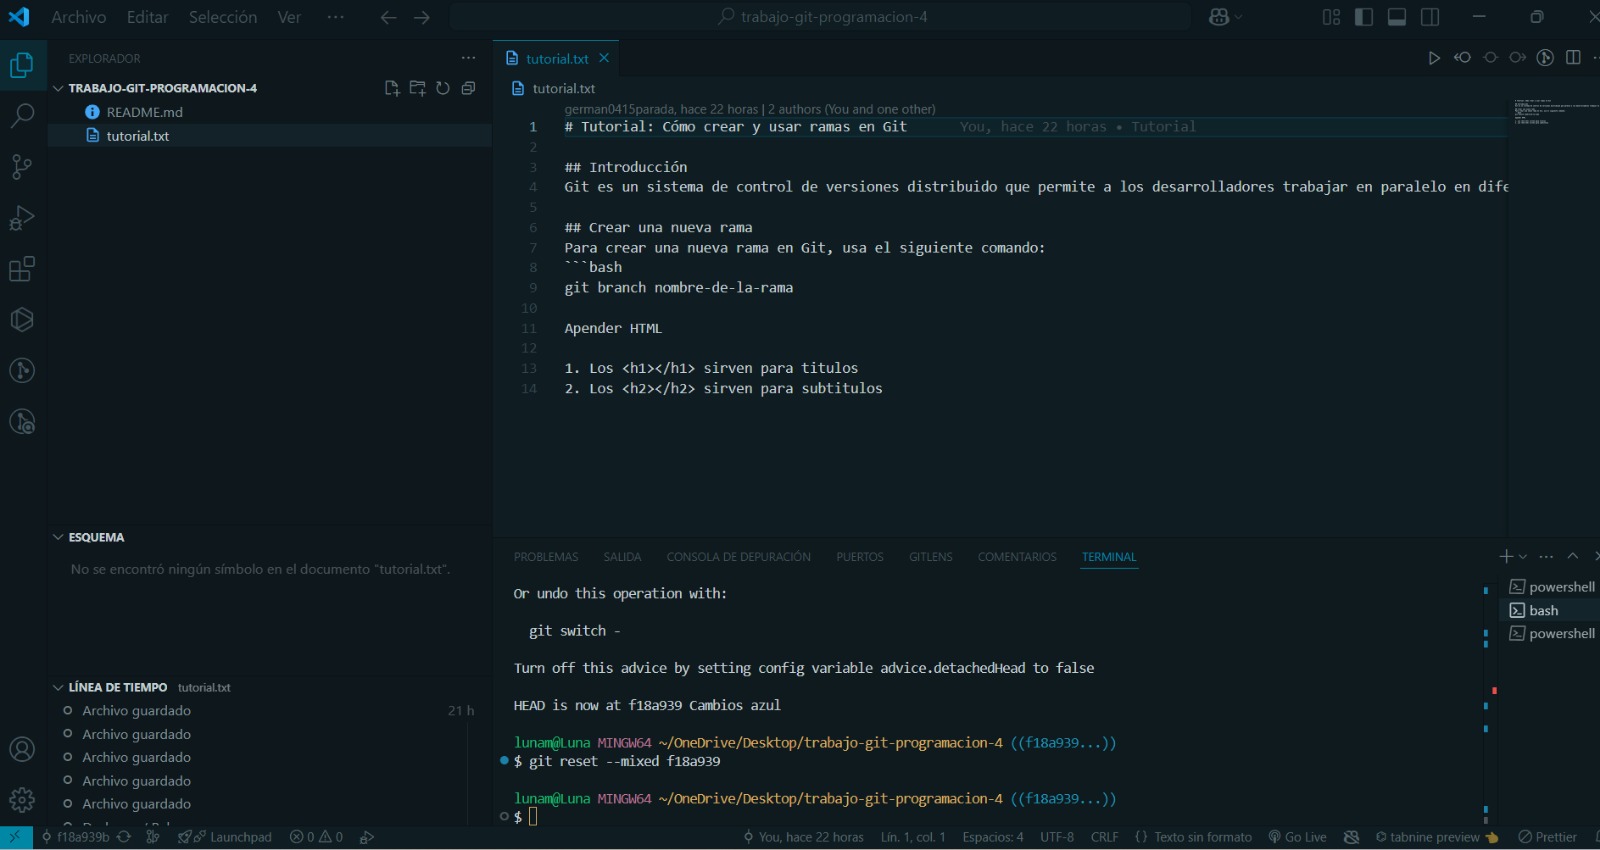 Archivo Editar Selección Ver ··· trabajo-git-programacion-4
EXPLORADOR
TRABAJO-GIT-PROGRAMACION-4
README.md
tutorial.txt
ESQUEMA
No se encontró ningún símbolo en el documento "tutorial.txt".
LÍNEA DE TIEMPO tutorial.txt
Archivo guardado 21 h
Archivo guardado
Archivo guardado
Archivo guardado
Archivo guardado
tutorial.txt
tutorial.txt
german0415parada, hace 22 horas | 2 authors (You and one other)
1 # Tutorial: Cómo crear y usar ramas en Git You, hace 22 horas • Tutorial
2
3 ## Introducción
4 Git es un sistema de control de versiones distribuido que permite a los desarrolladores trabajar en paralelo en dife
5
6 ## Crear una nueva rama
7 Para crear una nueva rama en Git, usa el siguiente comando:
8 ```bash
9 git branch nombre-de-la-rama
10
11 Apender HTML
12
13 1. Los <h1></h1> sirven para titulos
14 2. Los <h2></h2> sirven para subtitulos
PROBLEMAS SALIDA CONSOLA DE DEPURACIÓN PUERTOS GITLENS COMENTARIOS TERMINAL
Or undo this operation with:
git switch -
Turn off this advice by setting config variable advice.detachedHead to false
HEAD is now at f18a939 Cambios azul
lunam@Luna MINGW64 ~/OneDrive/Desktop/trabajo-git-programacion-4 ((f18a939...))
$ git reset --mixed f18a939
lunam@Luna MINGW64 ~/OneDrive/Desktop/trabajo-git-programacion-4 ((f18a939...))
$
powershell
bash
powershell
f18a939b Launchpad 0 0 You, hace 22 horas Lín. 1, col. 1 Espacios: 4 UTF-8 CRLF {} Texto sin formato Go Live tabnine preview Prettier